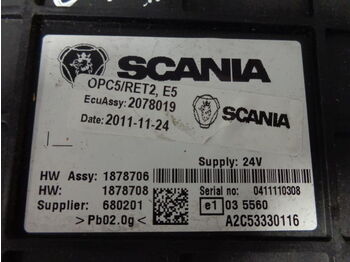 SCANIA
OPC5/RET2, E5
EcuAssy: 2078019
Date: 2011-11-24
SCANIA
Supply: 24V
HW Assy: 1878706
HW : 1878708 Serial no: 0411110308
Supplier: 680201 e1 03 5560
>Pb02.0g< A2C53330116